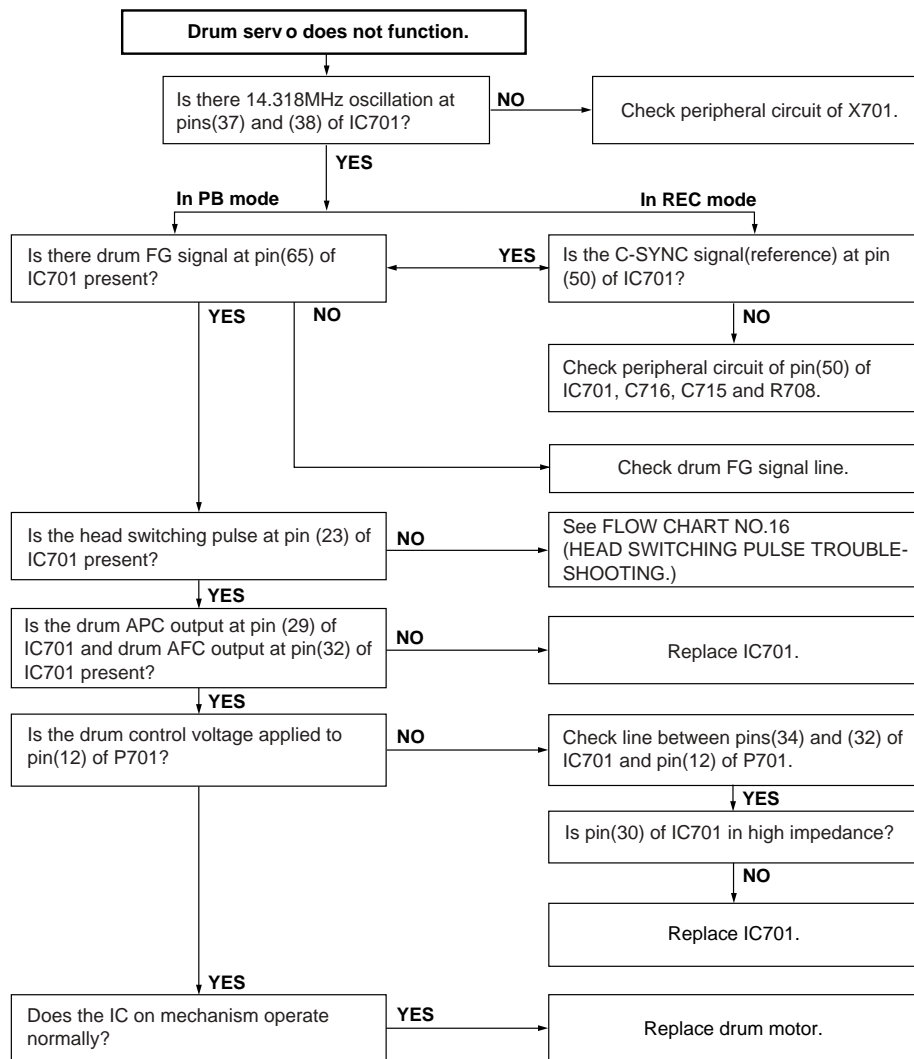 Drum serv o does not function.
Is there 14.318MHz oscillation at
pins(37) and (38) of IC701?
NO
Check peripheral circuit of X701.
YES
In PB mode
In REC mode
Is there drum FG signal at pin(65) of
IC701 present?
YES
Is the C-SYNC signal(reference) at pin
(50) of IC701?
YES
NO
NO
Check peripheral circuit of pin(50) of
IC701, C716, C715 and R708.
Check drum FG signal line.
Is the head switching pulse at pin (23) of
IC701 present?
NO
See FLOW CHART NO.16
(HEAD SWITCHING PULSE TROUBLE-
SHOOTING.)
YES
Is the drum APC output at pin (29) of
IC701 and drum AFC output at pin(32) of
IC701 present?
NO
Replace IC701.
YES
Is the drum control voltage applied to
pin(12) of P701?
NO
Check line between pins(34) and (32) of
IC701 and pin(12) of P701.
YES
Is pin(30) of IC701 in high impedance?
NO
Replace IC701.
YES
Does the IC on mechanism operate
normally?
YES
Replace drum motor.